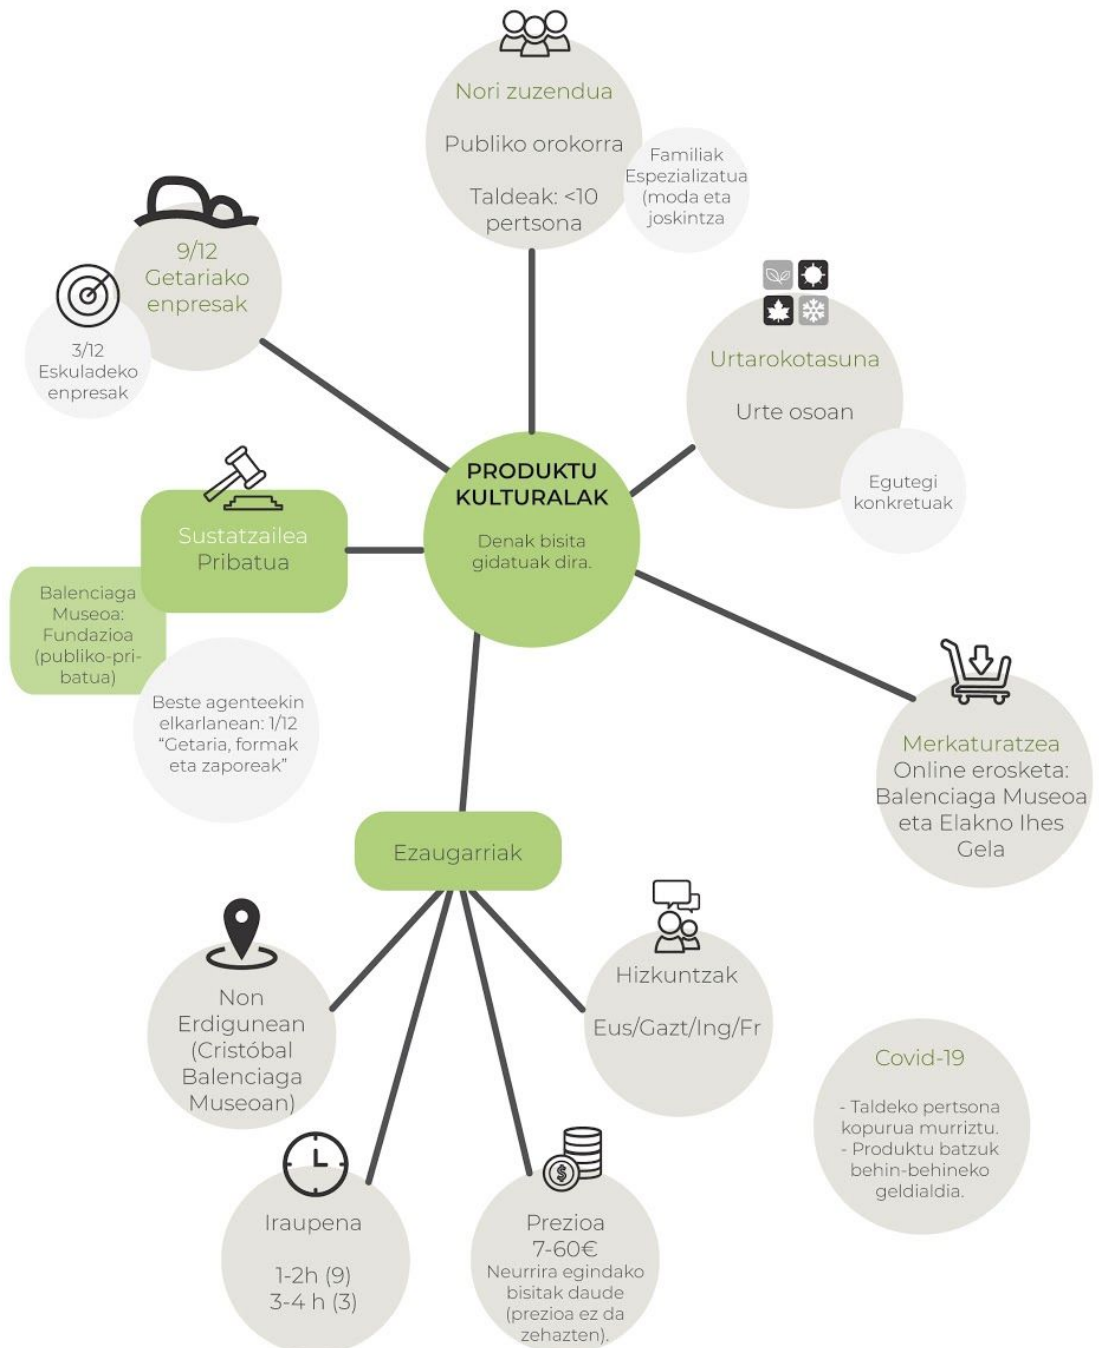 Nori zuzendua
Publiko orokorra
Taldeak: <10
pertsona
Familiak
Espezializatua
(moda eta
joskintza
9/12
Getariako
enpresak
3/12
Eskuladeko
enpresak
Urtarokotasuna
Urte osoan
Egutegi
konkretuak
PRODUKTU
KULTURALAK
Denak bisita
gidatuak dira.
Sustatzailea
Pribatua
Balenciaga
Museoa:
Fundazioa
(publiko-pri-
batua)
Beste agenteekin
elkarlanean: 1/12
“Getaria, formak
eta zaporeak”
Merkaturatzea
Online erosketa:
Balenciaga Museoa
eta Elakno Ihes
Gela
Ezaugarriak
Non
Erdigunean
(Cristóbal
Balenciaga
Museoan)
Hizkuntzak
Eus/Gazt/Ing/Fr
Iraupena
1-2h (9)
3-4 h (3)
Prezioa
7-60€
Neurrira egindako
bisitak daude
(prezioa ez da
zehazten).
$
Covid-19
- Taldeko pertsona
kopurua murriztu.
- Produktu batzuk
behin-behineko
geldialdia.